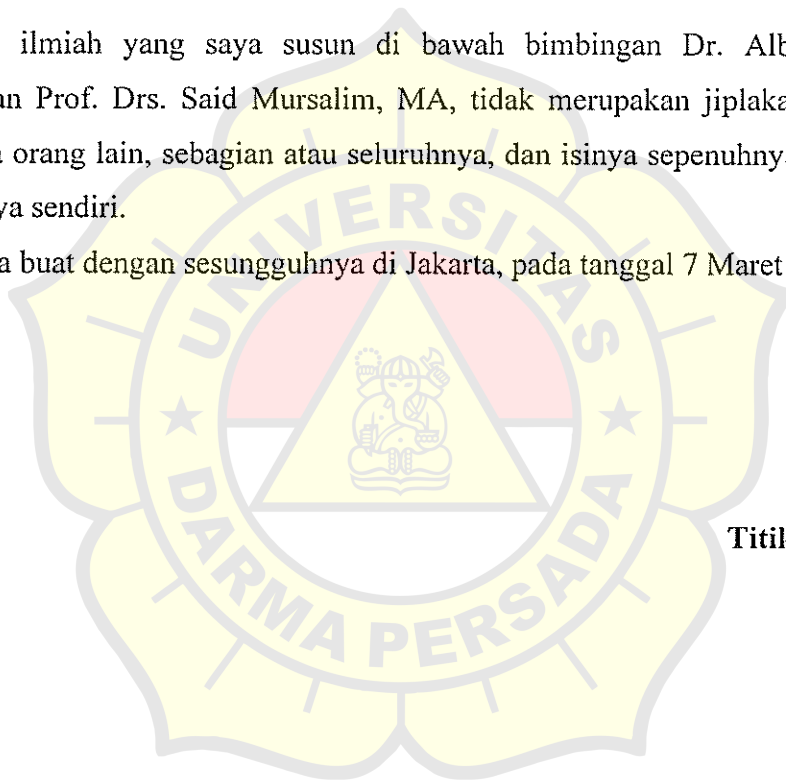 ilmiah yang saya susun di bawah bimbingan Dr. Alb
an Prof. Drs. Said Mursalim, MA, tidak merupakan jiplaka
a orang lain, sebagian atau seluruhnya, dan isinya sepenuhny
ya sendiri.
a buat dengan sesungguhnya di Jakarta, pada tanggal 7 Maret
UNIVERSITAS
DARMA PERSADA
Titik